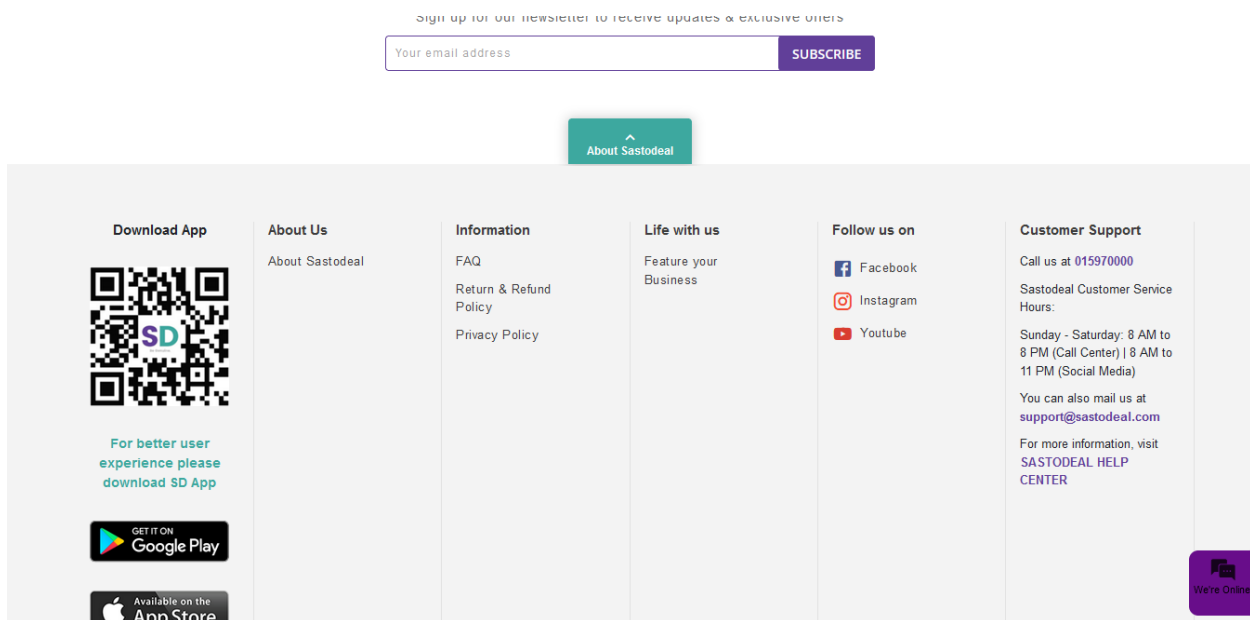 Sign up for our newsletter to receive updates & exclusive offers
Your email address
SUBSCRIBE
About Sastodeal
Download App
SD
For better user
experience please
download SD App
GET IT ON
Google Play
Available on the
App Store
About Us
About Sastodeal
Information
FAQ
Return & Refund
Policy
Privacy Policy
Life with us
Feature your
Business
Follow us on
Facebook
Instagram
Youtube
Customer Support
Call us at 015970000
Sastodeal Customer Service
Hours:
Sunday - Saturday: 8 AM to
8 PM (Call Center) | 8 AM to
11 PM (Social Media)
You can also mail us at
support@sastodeal.com
For more information, visit
SASTODEAL HELP
CENTER
We're Online